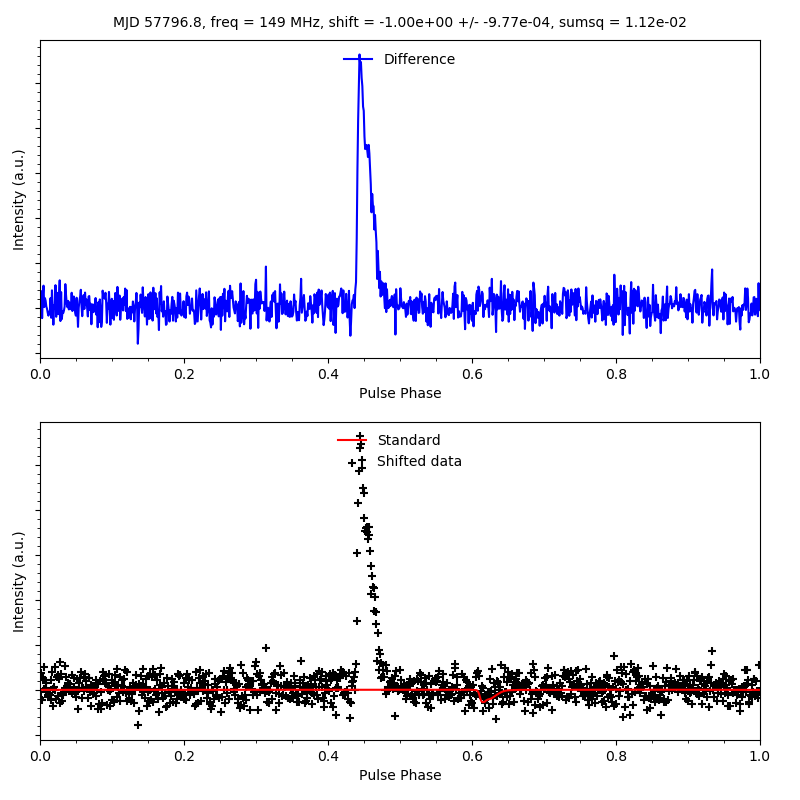 MJD 57796.8, freq = 149 MHz, shift = -1.00e+00 +/- -9.77e-04, sumsq = 1.12e-02
Difference
Intensity (a.u.)
0.0 0.2 0.4 0.6 0.8 1.0
Pulse Phase
Standard
Shifted data
Intensity (a.u.)
0.0 0.2 0.4 0.6 0.8 1.0
Pulse Phase